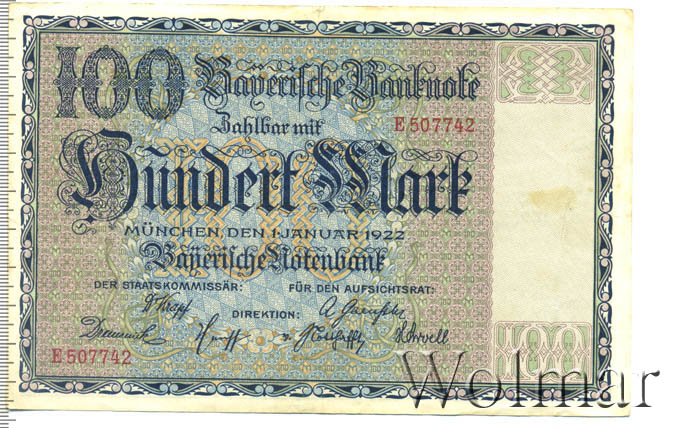 100 Bayerische Banknote
Zahlbar mit
E 507742
Hundert Mark
MÜNCHEN, DEN 1. JANUAR 1922
Bayerische Notenbank
DER STAATSKOMMISSÄR: FÜR DEN AUFSICHTSRAT:
DIREKTION:
E 507742
100
Wolmar